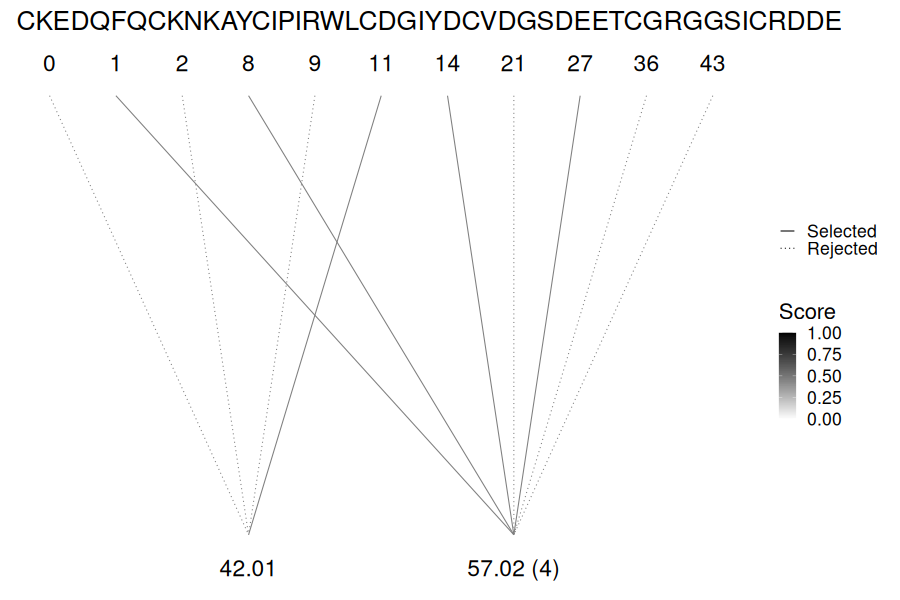 CKEDQFQCKNKAYCIPIRWLCDGIYDCVDGSDEETCGRGGSICRDDE
0 1 2 8 9 11 14 21 27 36 43
Selected
Rejected
Score
1.00
0.75
0.50
0.25
0.00
42.01 57.02 (4)